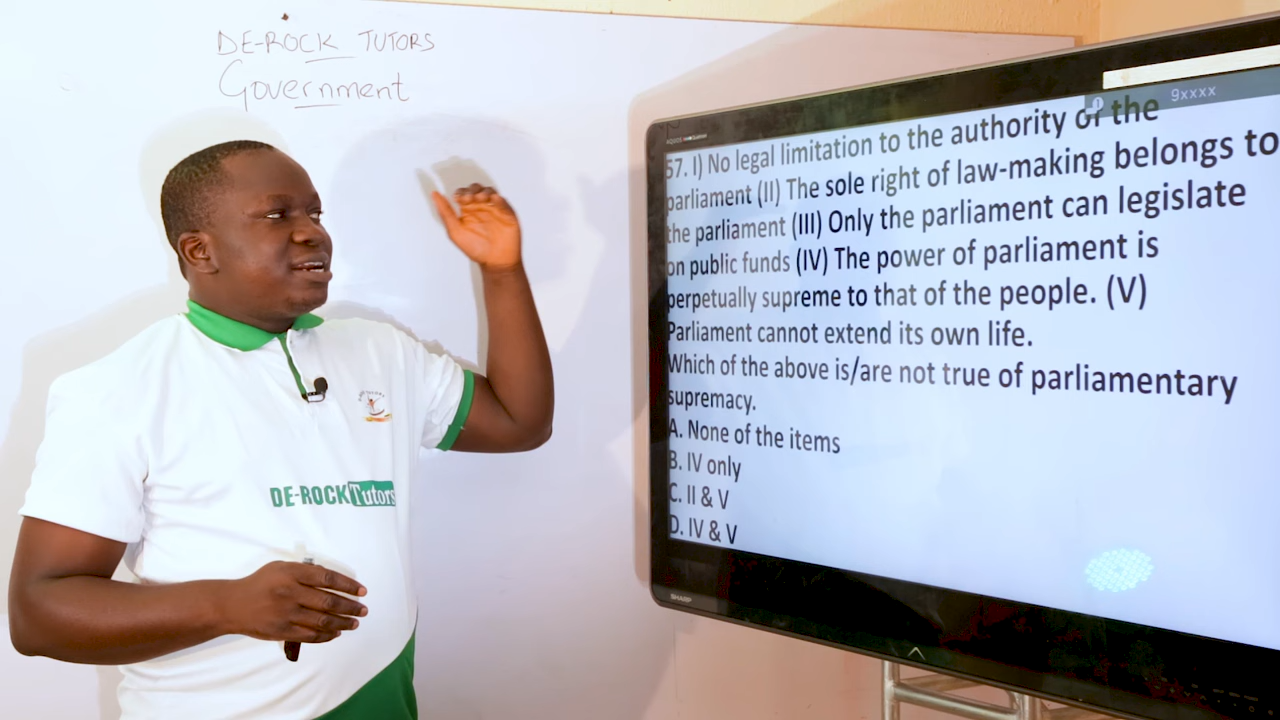 DE-ROCK TUTORS
Government
9xxxx
57. I) No legal limitation to the authority of the
parliament (II) The sole right of law-making belongs to
the parliament (III) Only the parliament can legislate
on public funds (IV) The power of parliament is
perpetually supreme to that of the people. (V)
Parliament cannot extend its own life.
Which of the above is/are not true of parliamentary
supremacy.
A. None of the items
B. IV only
C. II & V
D. IV & V
DE-ROCK Tutors
SHARP